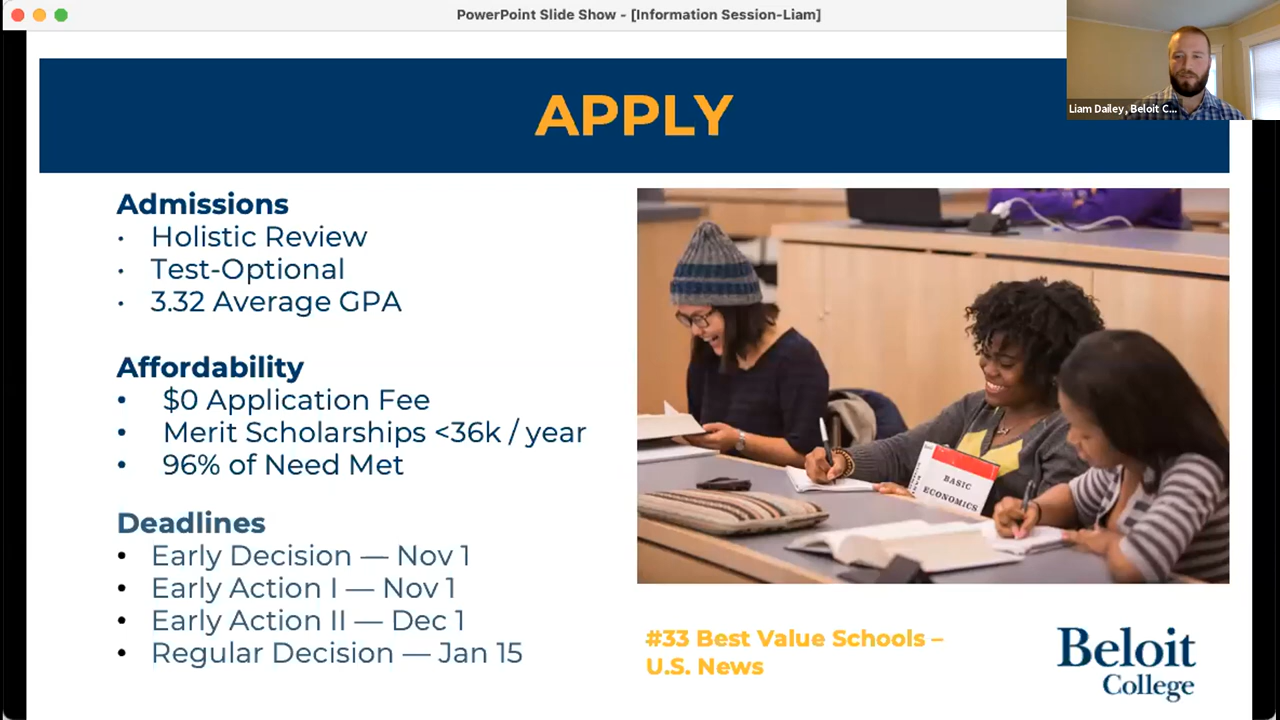 PowerPoint Slide Show - [Information Session-Liam]
Liam Dailey, Beloit C...
APPLY
Admissions
· Holistic Review
· Test-Optional
· 3.32 Average GPA
Affordability
• $0 Application Fee
• Merit Scholarships <36k / year
• 96% of Need Met
Deadlines
• Early Decision — Nov 1
• Early Action I — Nov 1
• Early Action II — Dec 1
• Regular Decision — Jan 15
BASIC
ECONOMICS
#33 Best Value Schools –
U.S. News
Beloit
College